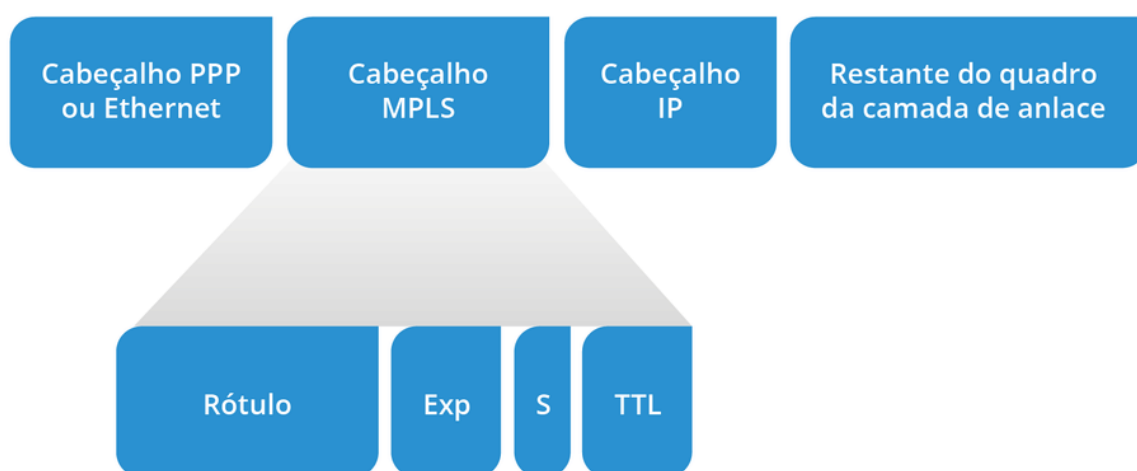 Cabeçalho PPP
ou Ethernet
Cabeçalho
MPLS
Cabeçalho
IP
Restante do quadro
da camada de anlace
Rótulo
Exp
S
TTL